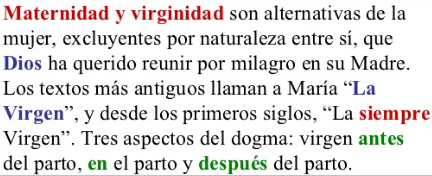 Maternidad y virginidad son alternativas de la
mujer, excluyentes por naturaleza entre sí, que
Dios ha querido reunir por milagro en su Madre.
Los textos más antiguos llaman a María “La
Virgen”, y desde los primeros siglos, “La siempre
Virgen”. Tres aspectos del dogma: virgen antes
del parto, en el parto y después del parto.